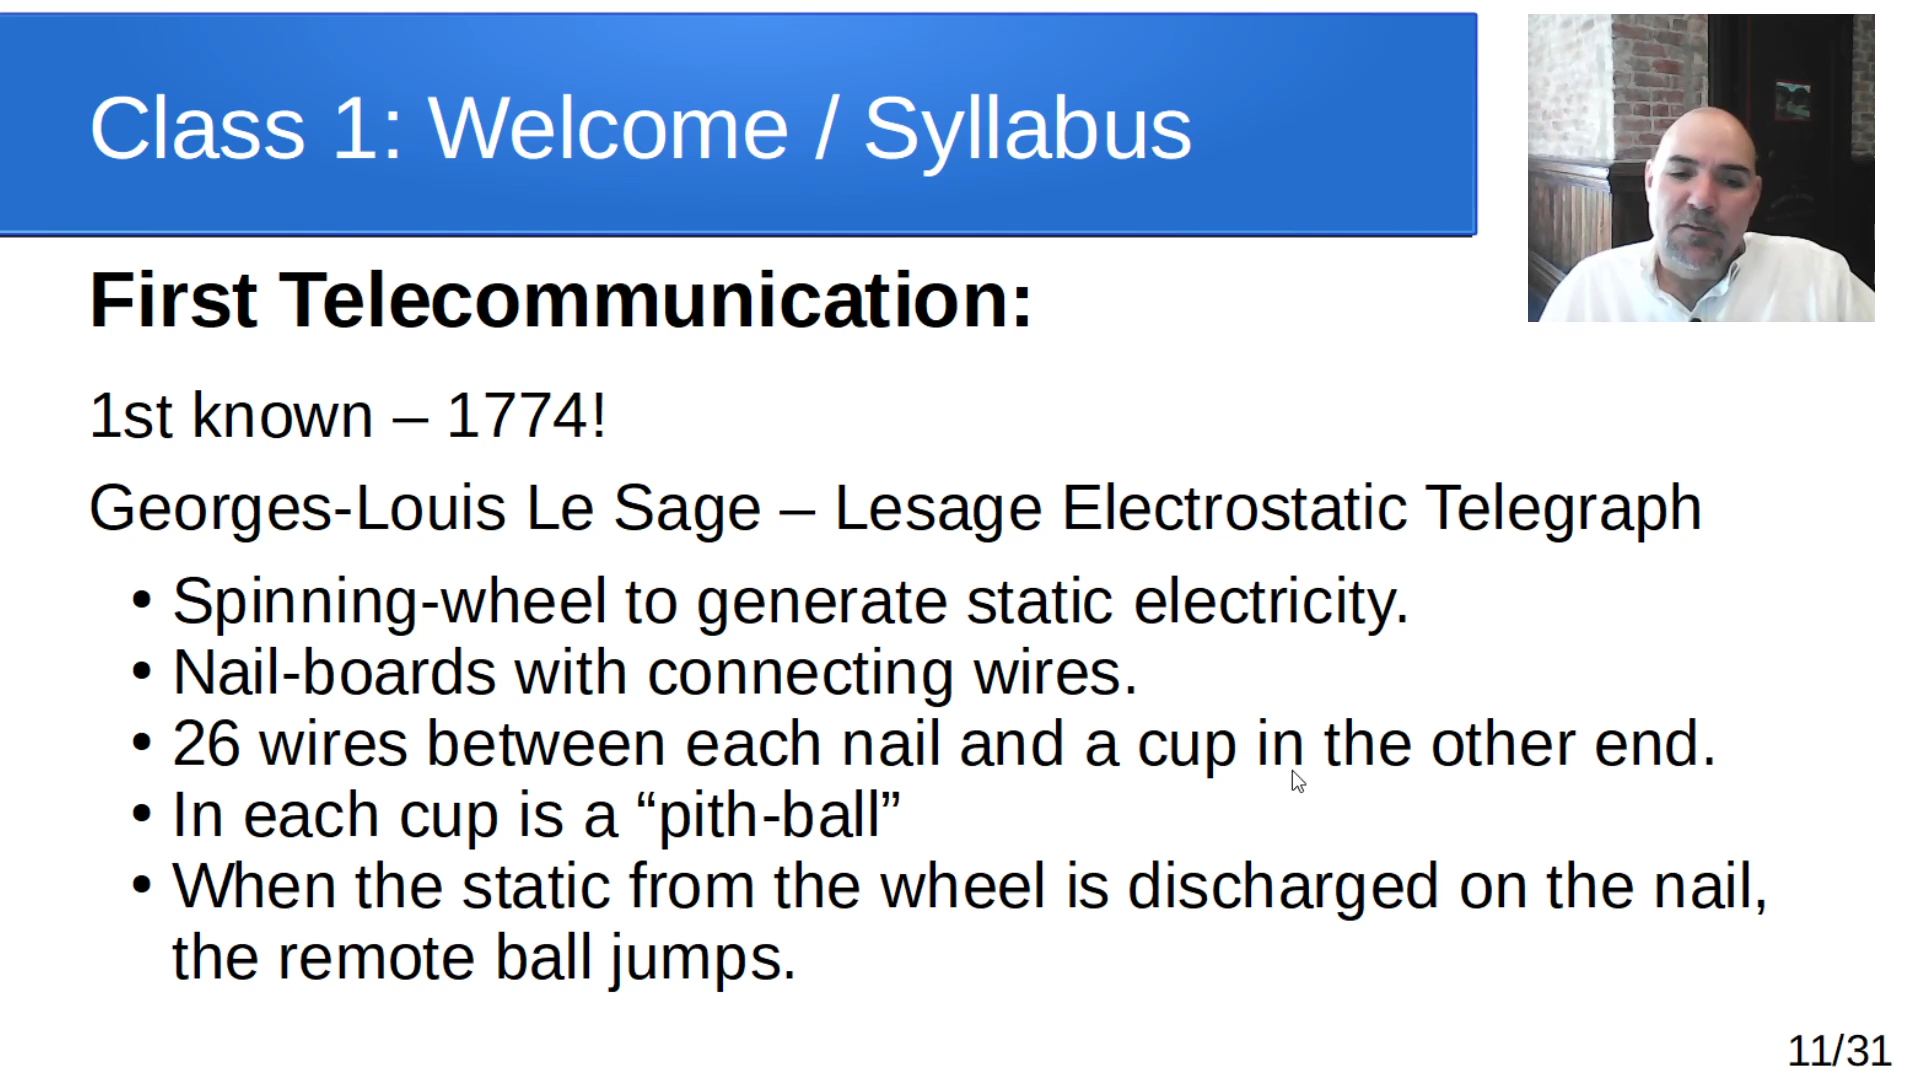 Class 1: Welcome / Syllabus
First Telecommunication:
1st known – 1774!
Georges-Louis Le Sage – Lesage Electrostatic Telegraph
• Spinning-wheel to generate static electricity.
• Nail-boards with connecting wires.
• 26 wires between each nail and a cup in the other end.
• In each cup is a “pith-ball”
• When the static from the wheel is discharged on the nail,
the remote ball jumps.
11/31